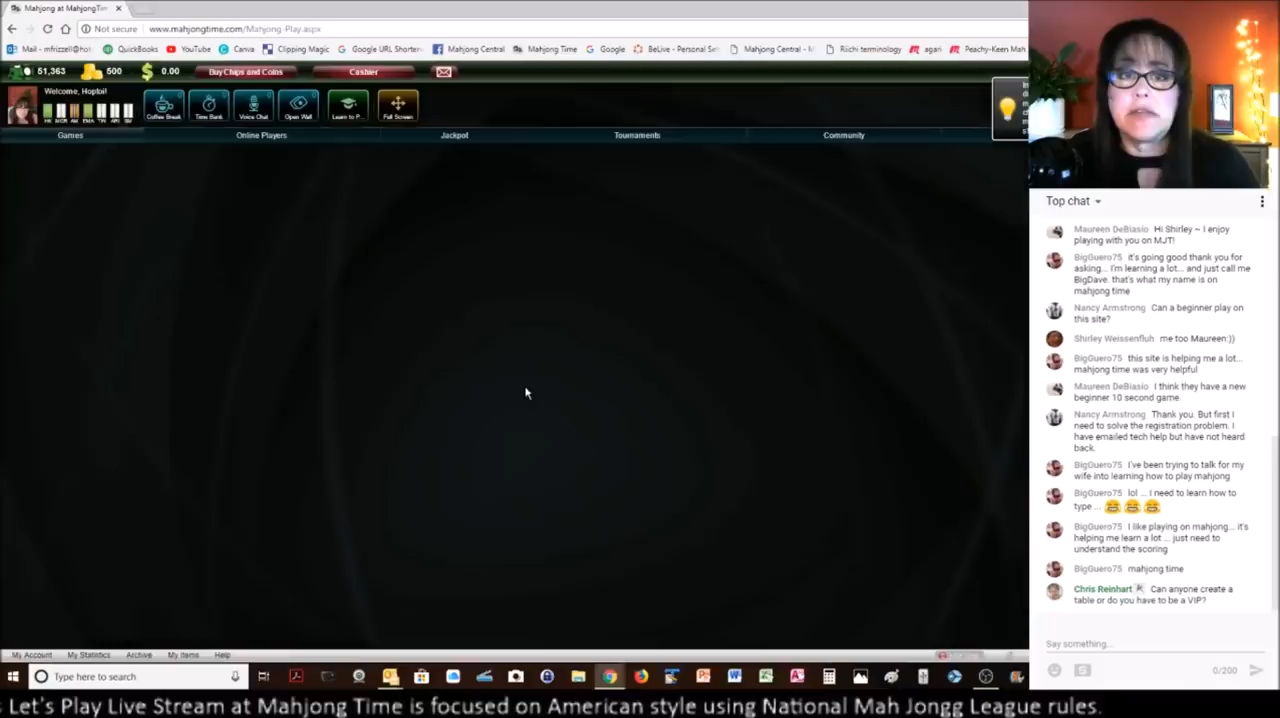 Mahjong at MahjongTim
Not secure www.mahjongtime.com/Mahjong-Play.aspx
Mail - mfrizzell@hot QuickBooks YouTube Canva Clipping Magic Google URL Shorten Mahjong Central Mahjong Time Google BeLive - Personal Se Mahjong Central - M Riichi terminology agari Peachy-Keen Mah
51,363 500 0.00 Buy Chips and Coins Cashier
Welcome, Hoptoi!
Coffee Break Time Bank Voice Chat Open Wall Learn to P... Full Screen
Games Online Players Jackpot Tournaments Community
Top chat
Maureen DeBiasio Hi Shirley ~ I enjoy
playing with you on MJT!
BigGuero75 it's going good thank you for
asking... I'm learning a lot... and just call me
BigDave. that's what my name is on
mahjong time
Nancy Armstrong Can a beginner play on
this site?
Shirley Weissenfluh me too Maureen:))
BigGuero75 this site is helping me a lot...
mahjong time was very helpful
Maureen DeBiasio I think they have a new
beginner 10 second game.
Nancy Armstrong Thank you. But first I
need to solve the registration problem. I
have emailed tech help but have not heard
back.
BigGuero75 I've been trying to talk for my
wife into learning how to play mahjong
BigGuero75 lol ... I need to learn how to
type ...
BigGuero75 I like playing on mahjong... it's
helping me learn a lot ... just need to
understand the scoring
BigGuero75 mahjong time
Chris Reinhart Can anyone create a
table or do you have to be a VIP?
Say something...
0/200
My Account My Statistics Archive My Items Help
Type here to search
s Let's Play Live Stream at Mahjong Time is focused on American style using National Mah Jongg League rules.